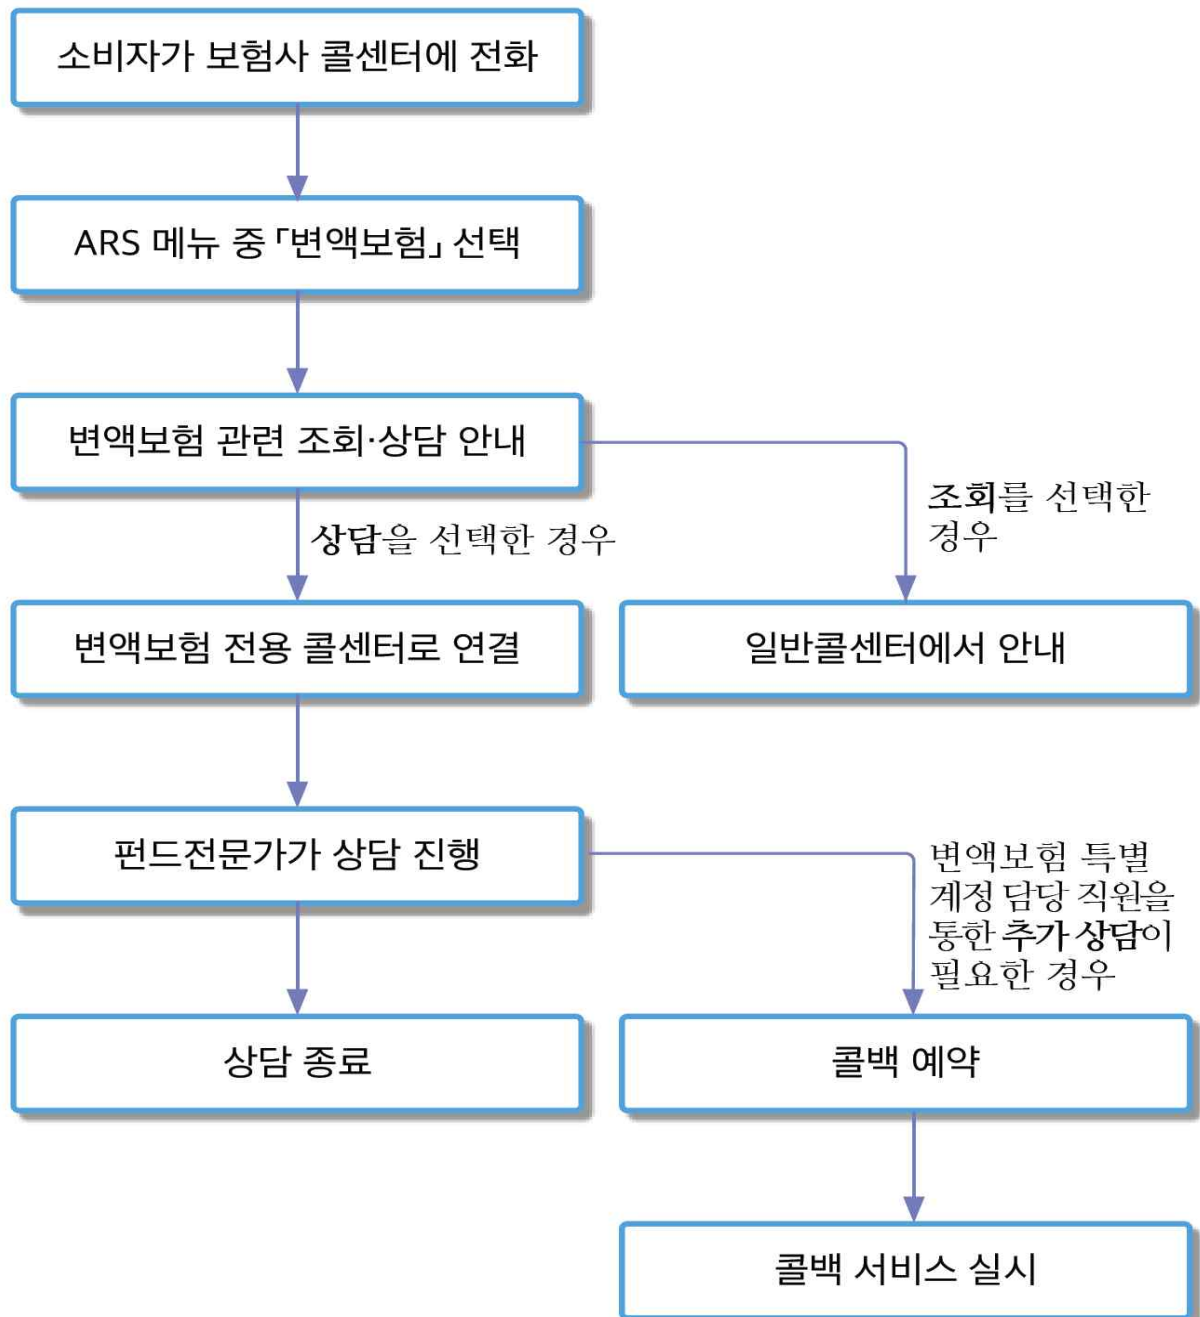 소비자가 보험사 콜센터에 전화
ARS 메뉴 중 ｢변액보험｣ 선택
변액보험 관련 조회·상담 안내
상담을 선택한 경우
조회를 선택한
경우
변액보험 전용 콜센터로 연결
일반콜센터에서 안내
펀드전문가가 상담 진행
변액보험 특별
계정 담당 직원을
통한 추가 상담이
필요한 경우
상담 종료
콜백 예약
콜백 서비스 실시